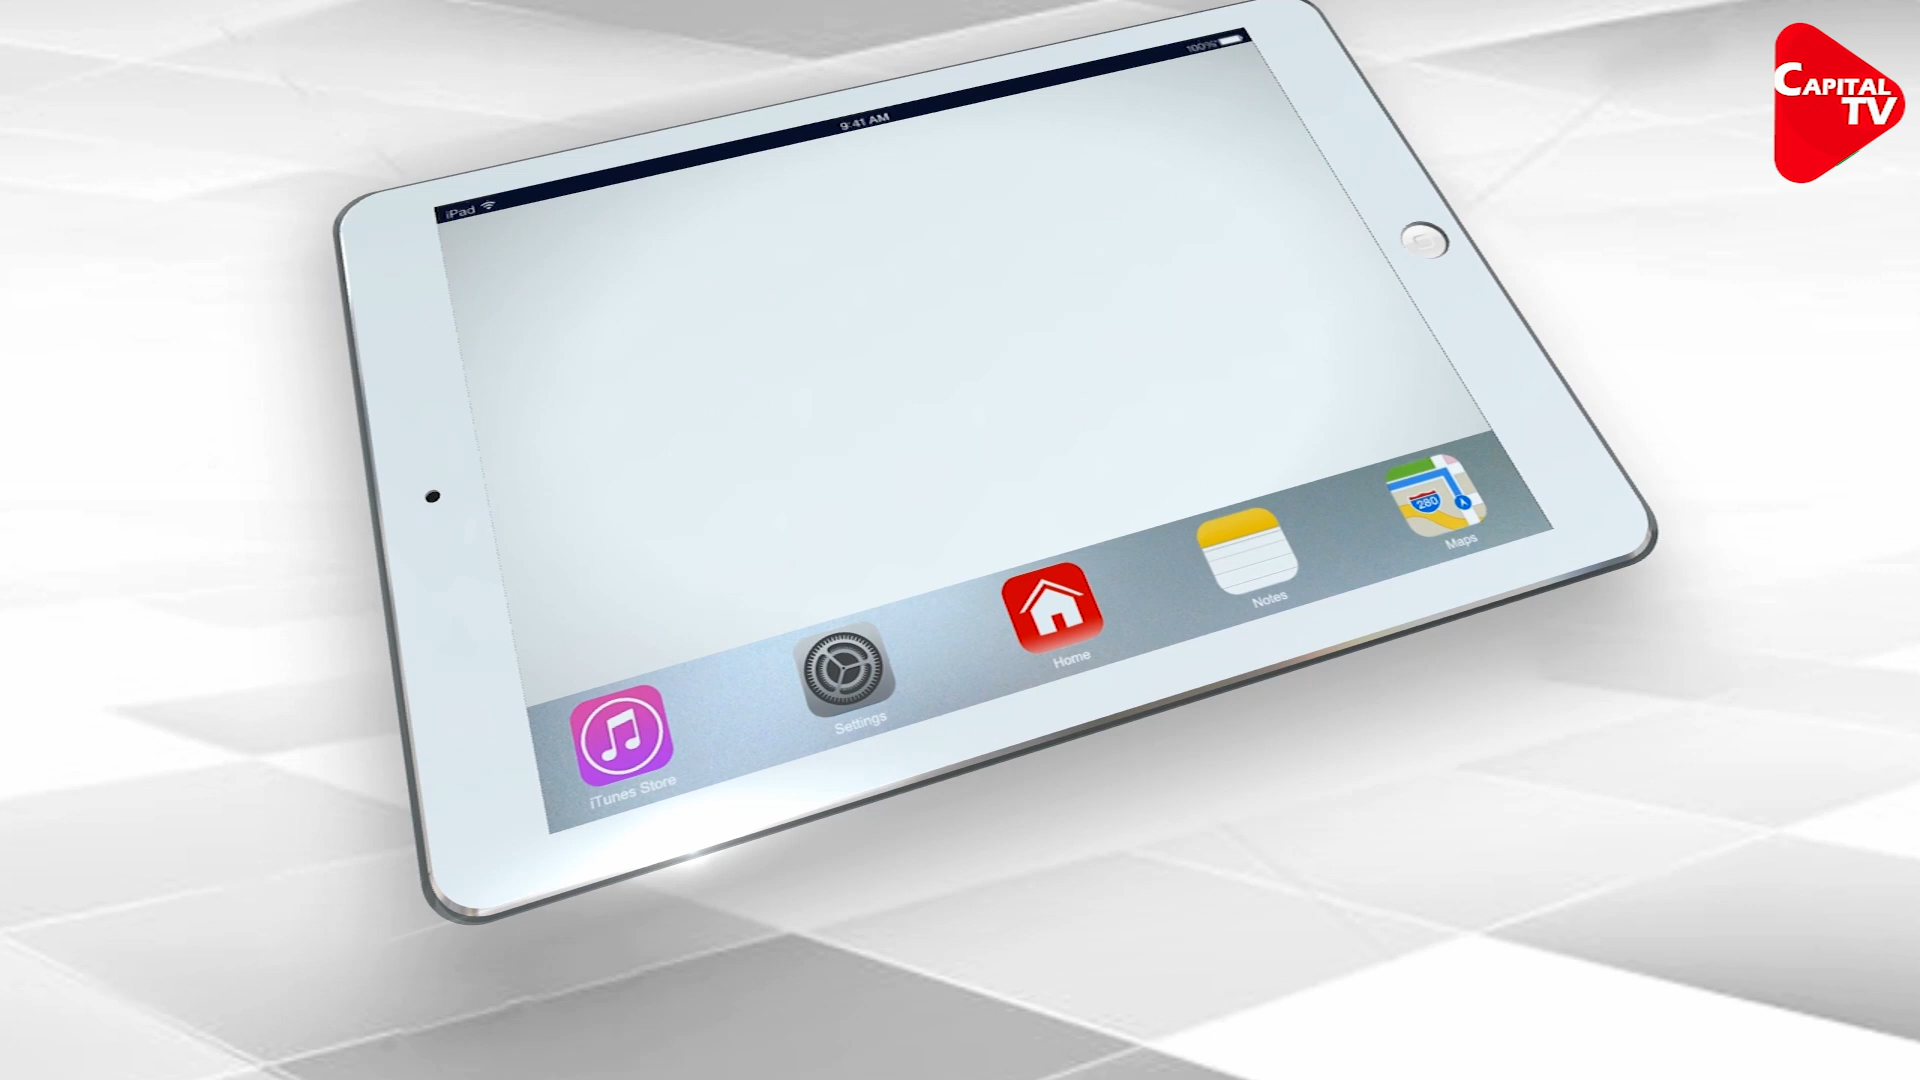 100%
CAPITAL
TV
9:41 AM
iPad
280
Maps
Notes
Home
Settings
iTunes Store